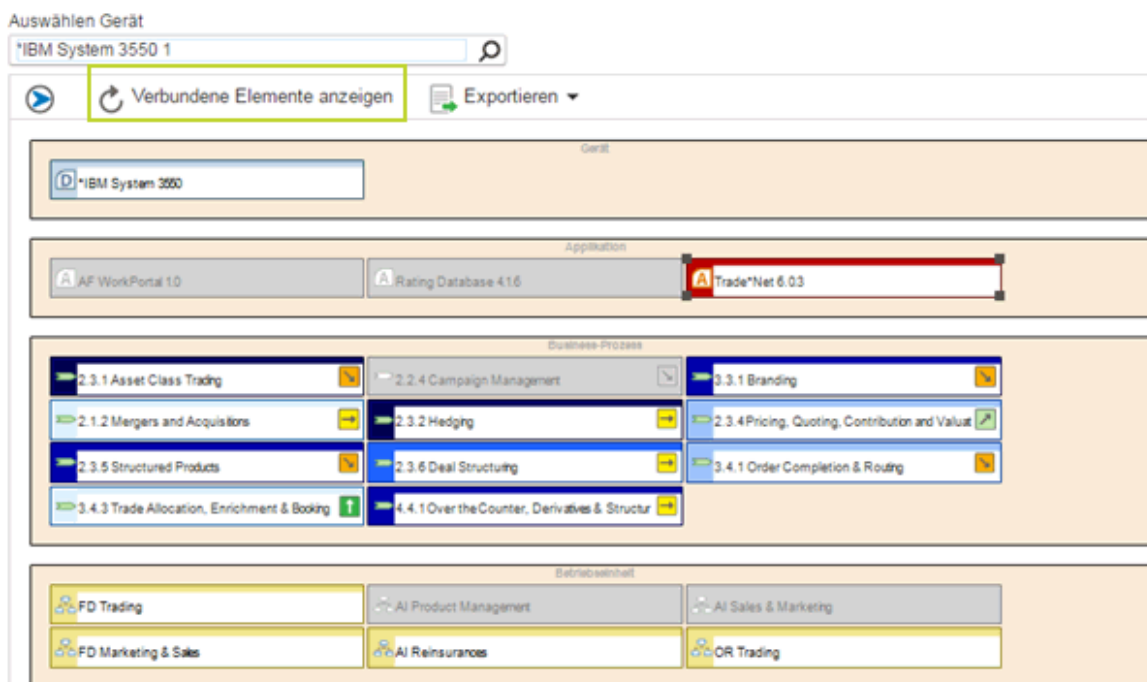 Auswählen Gerät
*IBM System 3550 1
Verbundene Elemente anzeigen
Exportieren
Gerät
D *IBM System 3550
Applikation
A AF WorkPortal 1.0
A Rating Database 4.1.6
A Trade*Net 6.0.3
Business-Prozess
2.3.1 Asset Class Trading
2.2.4 Campaign Management
3.3.1 Branding
2.1.2 Mergers and Acquisitions
2.3.2 Hedging
2.3.4 Pricing, Quoting, Contribution and Valuat
2.3.5 Structured Products
2.3.6 Deal Structuring
3.4.1 Order Completion & Routing
3.4.3 Trade Allocation, Enrichment & Booking
4.4.1 Over the Counter, Derivatives & Structur
Betriebseinheit
FD Trading
AI Product Management
AI Sales & Marketing
FD Marketing & Sales
AI Reinsurances
OR Trading